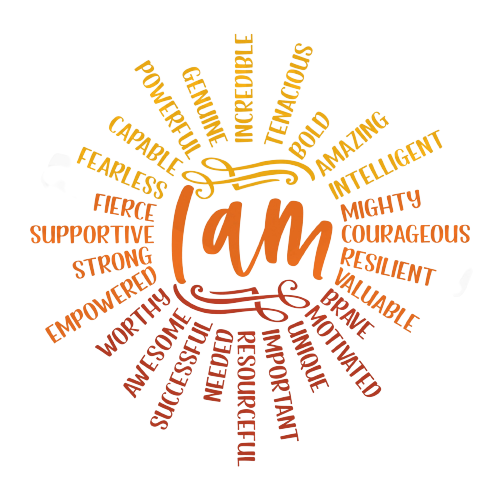 I am
INCREDIBLE
TENACIOUS
BOLD
AMAZING
INTELLIGENT
MIGHTY
COURAGEOUS
RESILIENT
VALUABLE
BRAVE
MOTIVATED
UNIQUE
IMPORTANT
RESOURCEFUL
NEEDED
SUCCESSFUL
AWESOME
WORTHY
EMPOWERED
STRONG
SUPPORTIVE
FIERCE
FEARLESS
CAPABLE
POWERFUL
GENUINE